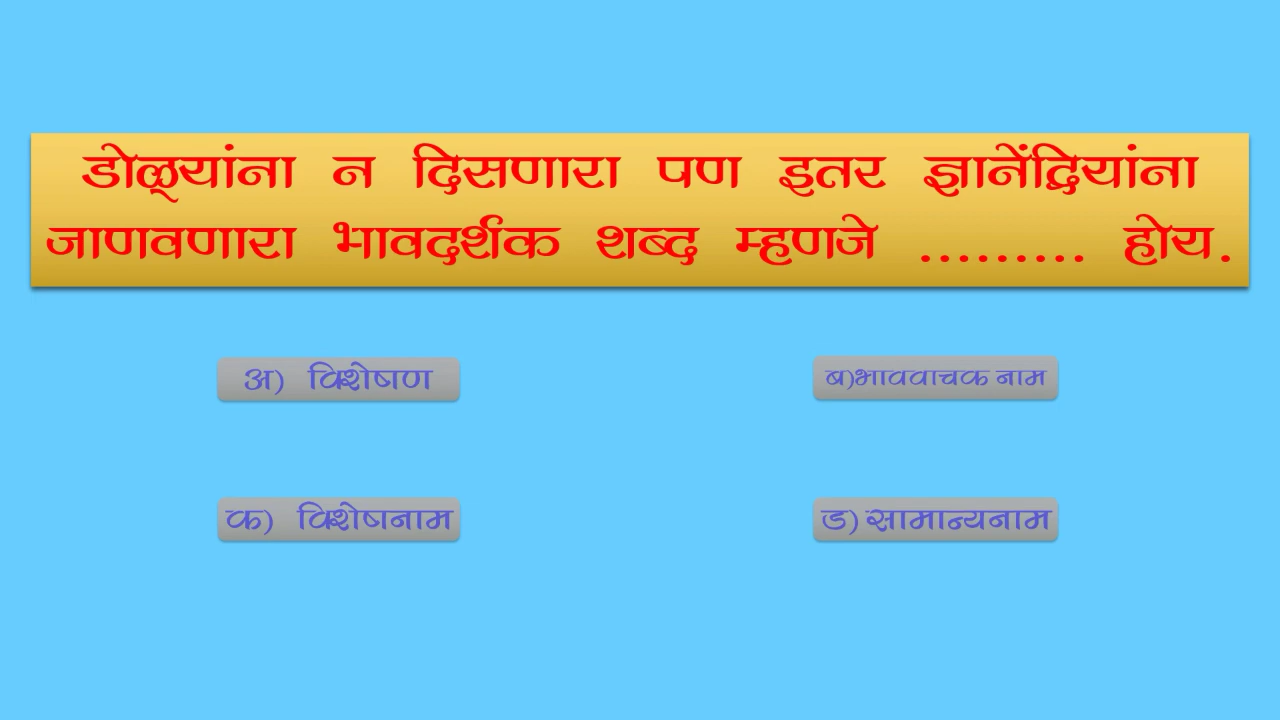 डोळ्यांना न दिसणारा पण इतर ज्ञानेंद्रियांना
जाणवणारा भावदर्शक शब्द म्हणजे ......... होय.
अ) विशेषण
ब)भाववाचक नाम
क) विशेषनाम
ड) सामान्यनाम